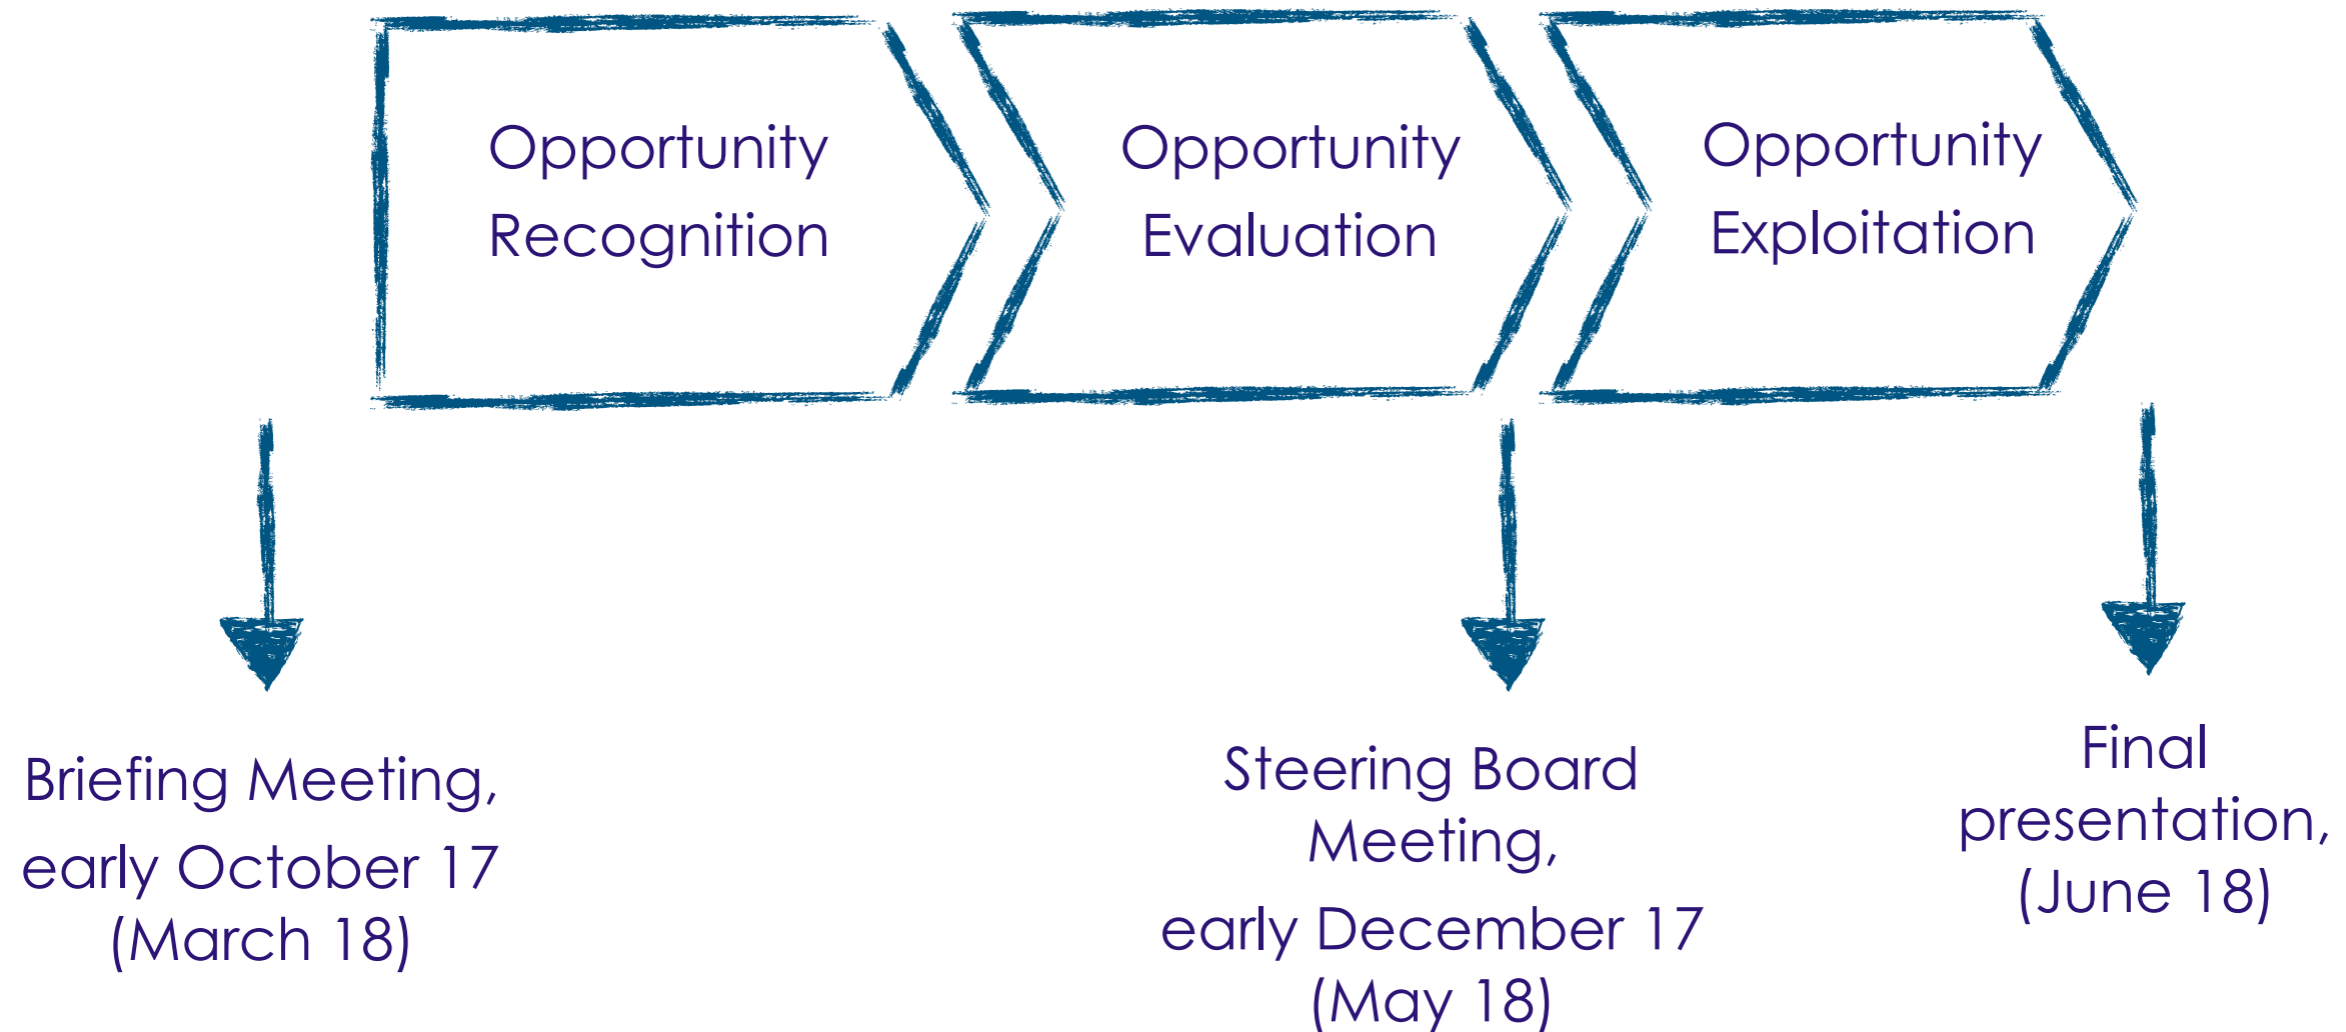 Opportunity
Recognition
Opportunity
Evaluation
Opportunity
Exploitation
Briefing Meeting,
early October 17
(March 18)
Steering Board
Meeting,
early December 17
(May 18)
Final
presentation,
(June 18)